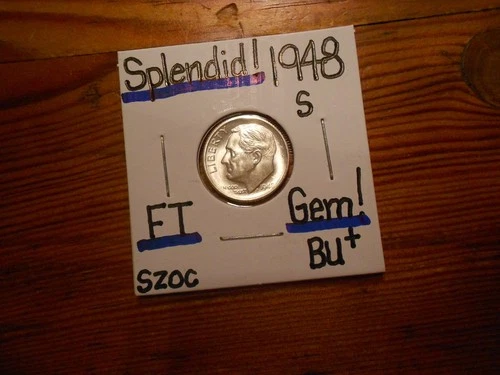 Splendid! 1948
S
LIBERTY
FT
Gem!
BU+
SZOC